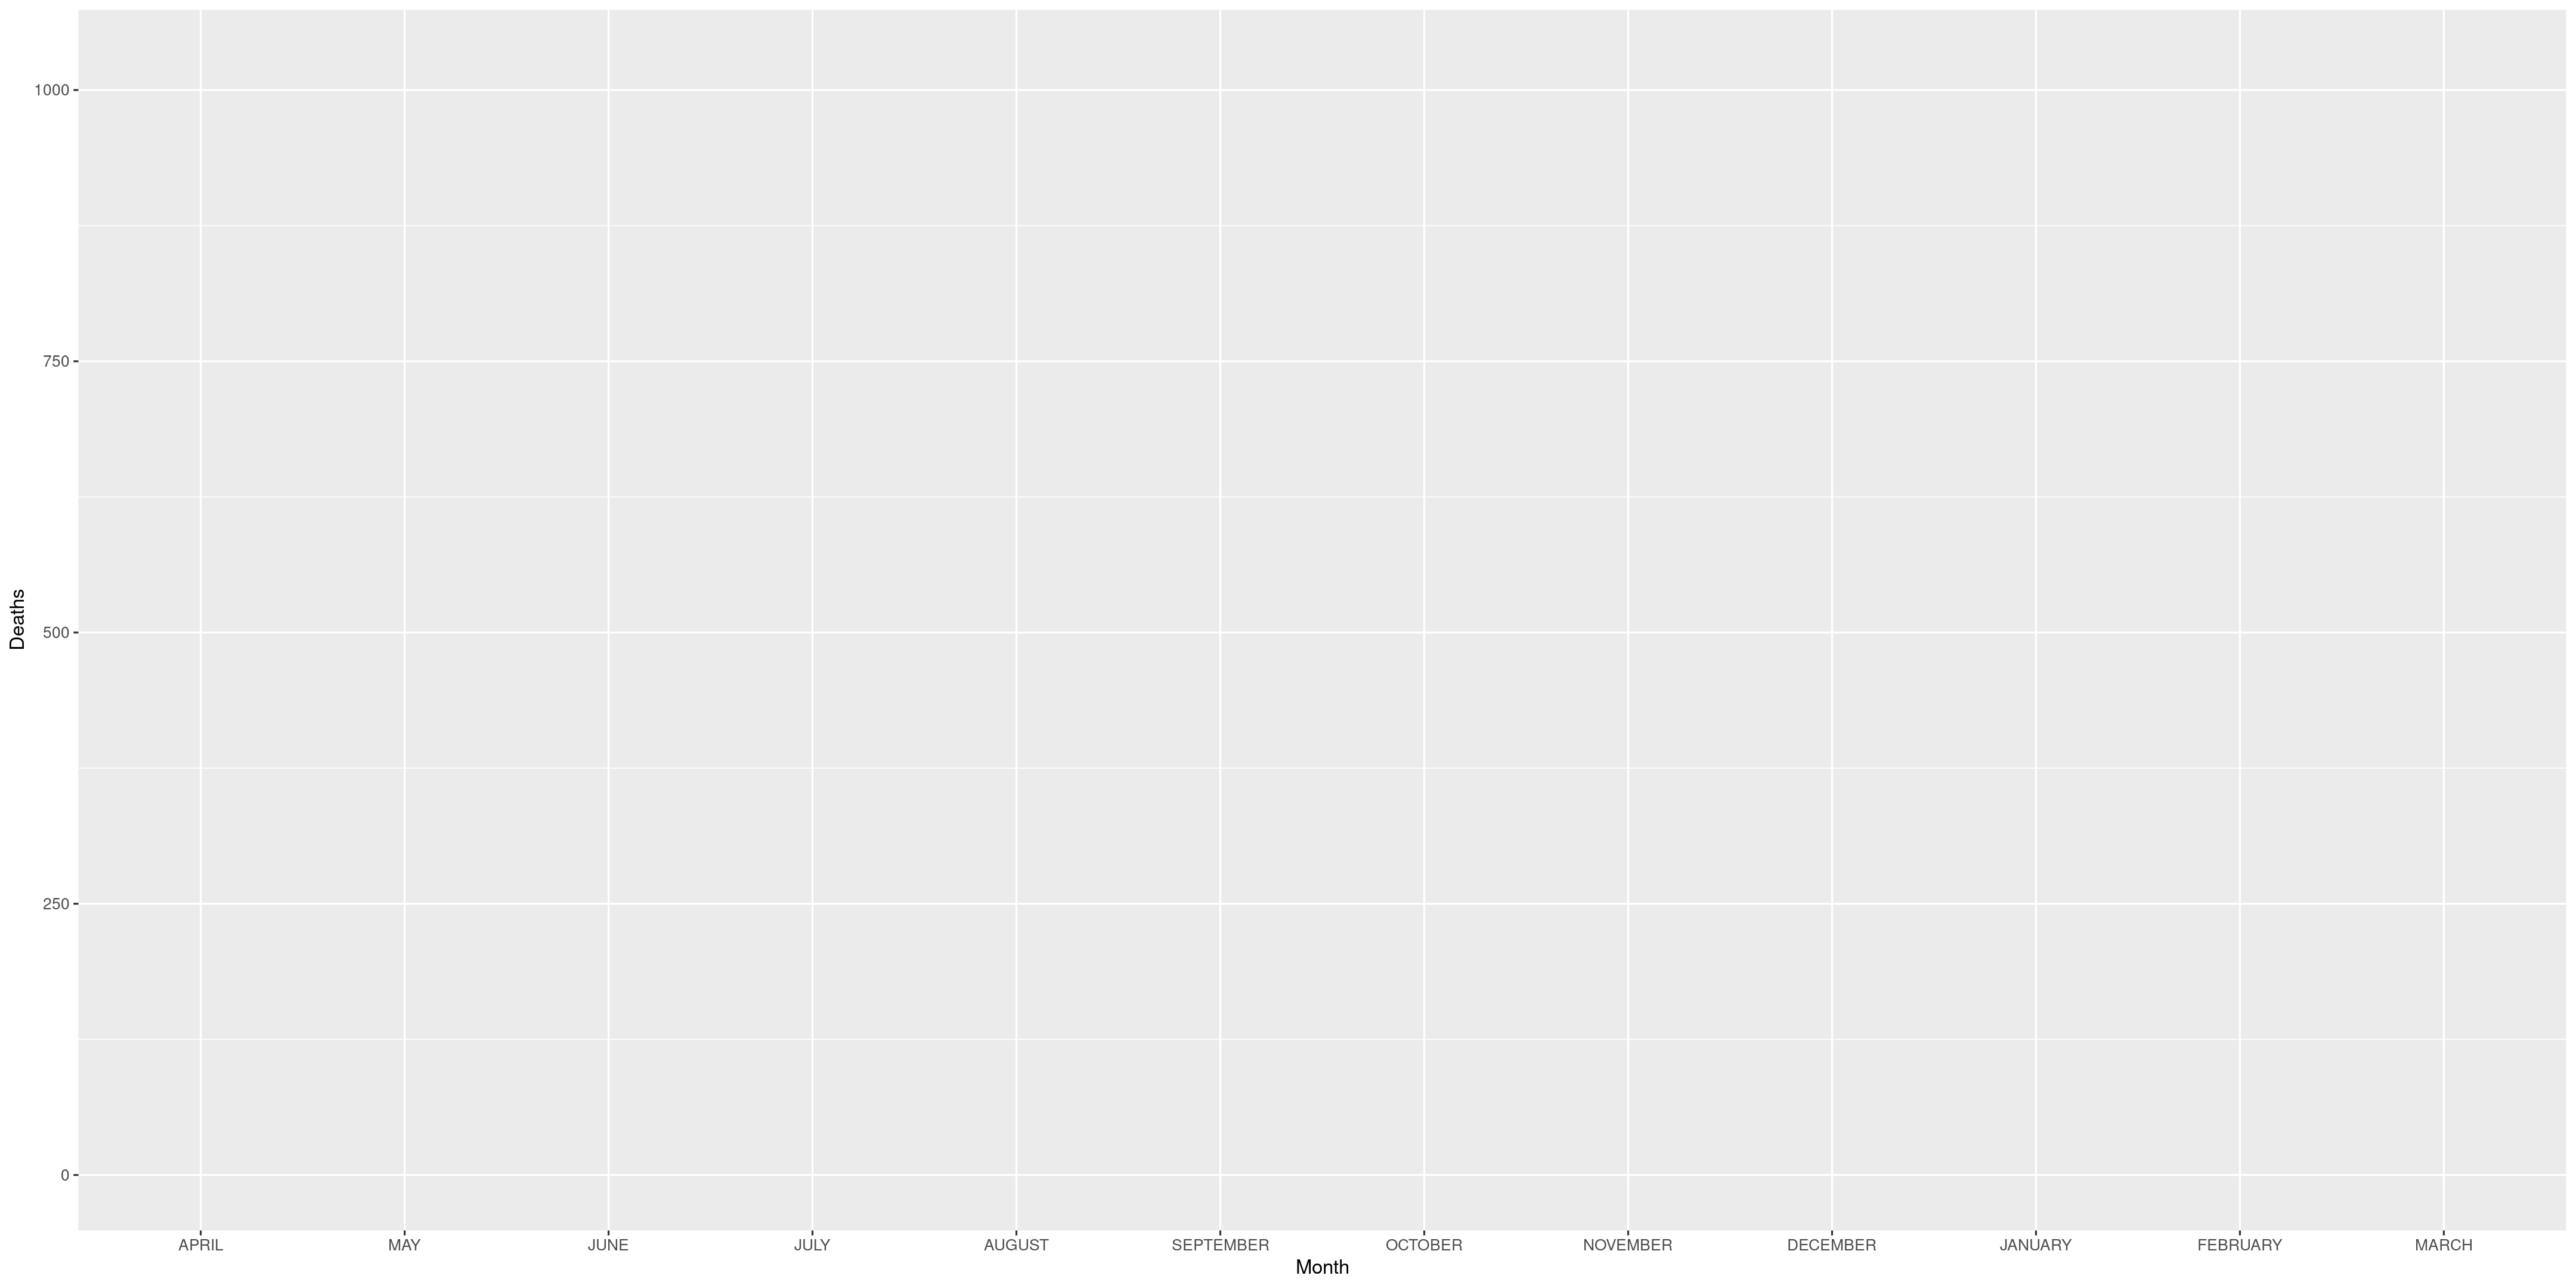 1000
750
500
250
0
Deaths
APRIL MAY JUNE JULY AUGUST SEPTEMBER OCTOBER NOVEMBER DECEMBER JANUARY FEBRUARY MARCH
Month